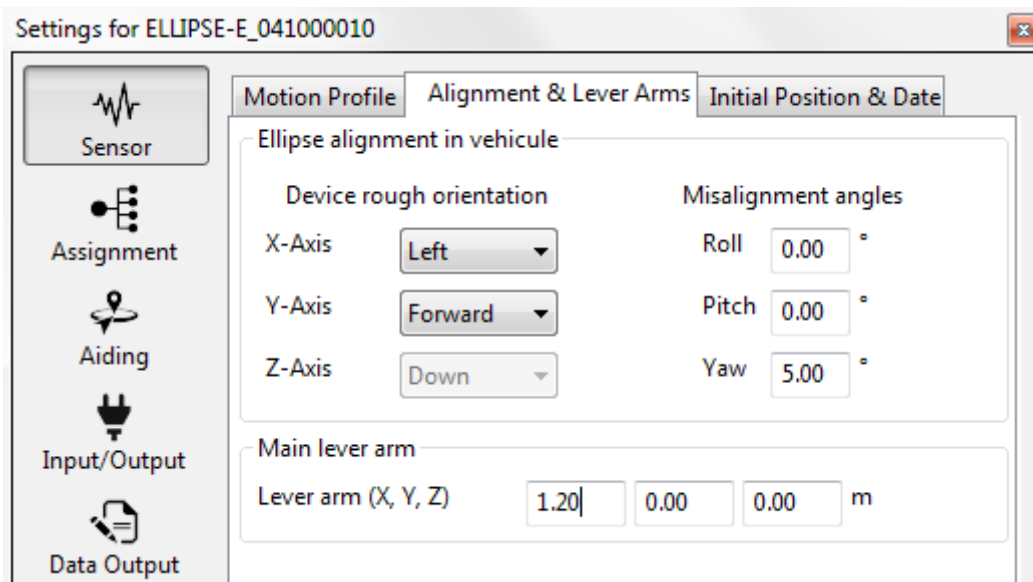 Settings for ELLIPSE-E_041000010
Sensor
Assignment
Aiding
Input/Output
Data Output
Motion Profile Alignment & Lever Arms Initial Position & Date
Ellipse alignment in vehicule
Device rough orientation Misalignment angles
X-Axis Left Roll 0.00 °
Y-Axis Forward Pitch 0.00 °
Z-Axis Down Yaw 5.00 °
Main lever arm
Lever arm (X, Y, Z) 1.20 0.00 0.00 m